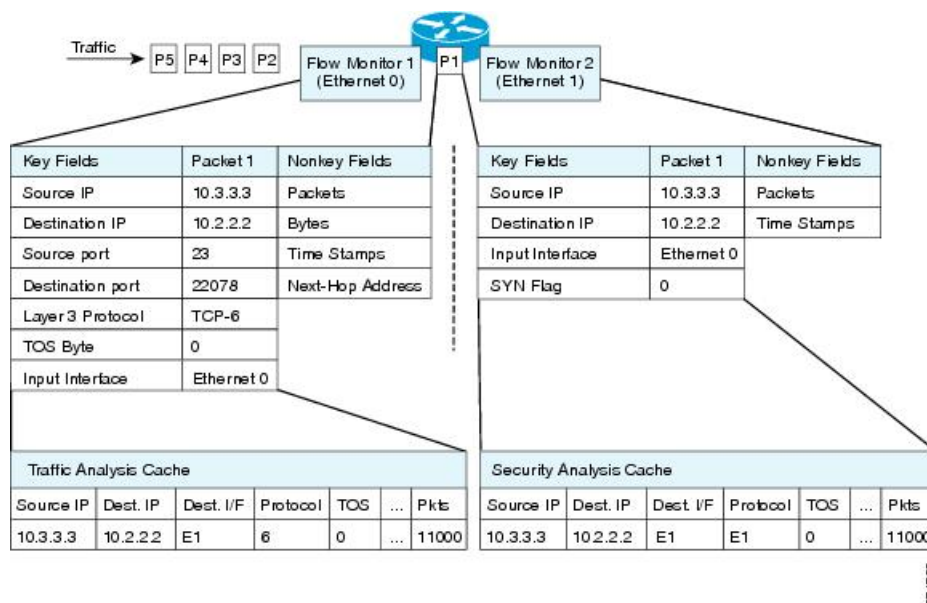 Traffic
P5 P4 P3 P2
Flow Monitor 1
(Ethernet 0)
P1
Flow Monitor 2
(Ethernet 1)
Key Fields Packet 1 Nonkey Fields
Source IP 10.3.3.3 Packets
Destination IP 10.2.2.2 Bytes
Source port 23 Time Stamps
Destination port 22078 Next-Hop Address
Layer 3 Protocol TCP-6
TOS Byte 0
Input Interface Ethernet 0
Key Fields Packet 1 Nonkey Fields
Source IP 10.3.3.3 Packets
Destination IP 10.2.2.2 Time Stamps
Input Interface Ethernet 0
SYN Flag 0
Traffic Analysis Cache
Source IP Dest. IP Dest. I/F Protocol TOS ... Pkts
10.3.3.3 10.2.2.2 E1 6 0 ... 11000
Security Analysis Cache
Source IP Dest. IP Dest. I/F Protocol TOS ... Pkts
10.3.3.3 10.2.2.2 E1 E1 0 ... 11000